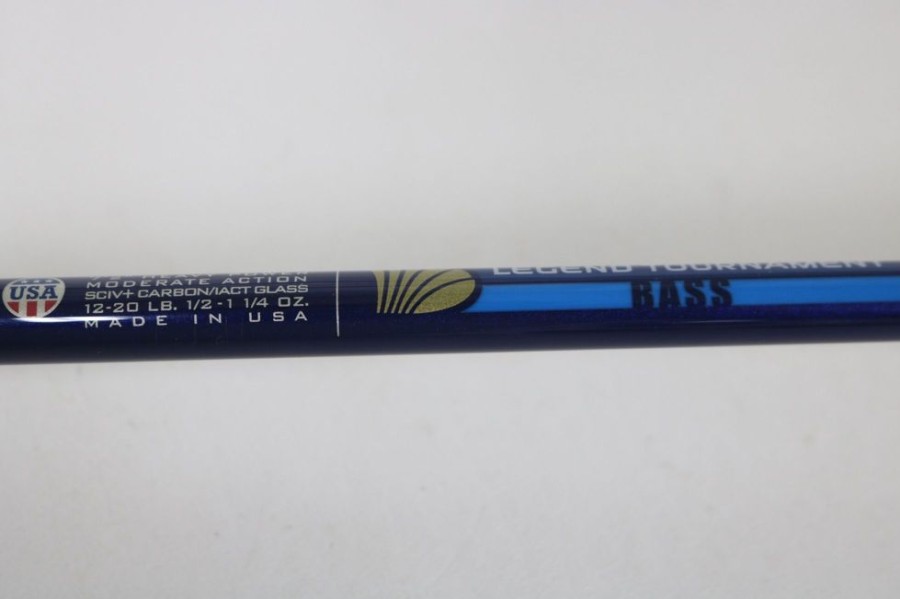 USA
MODERATE ACTION
SCIV+ CARBON/IACT GLASS
12-20 LB. 1/2-1 1/4 OZ.
MADE IN USA
LEGEND TOURNAMENT
BASS